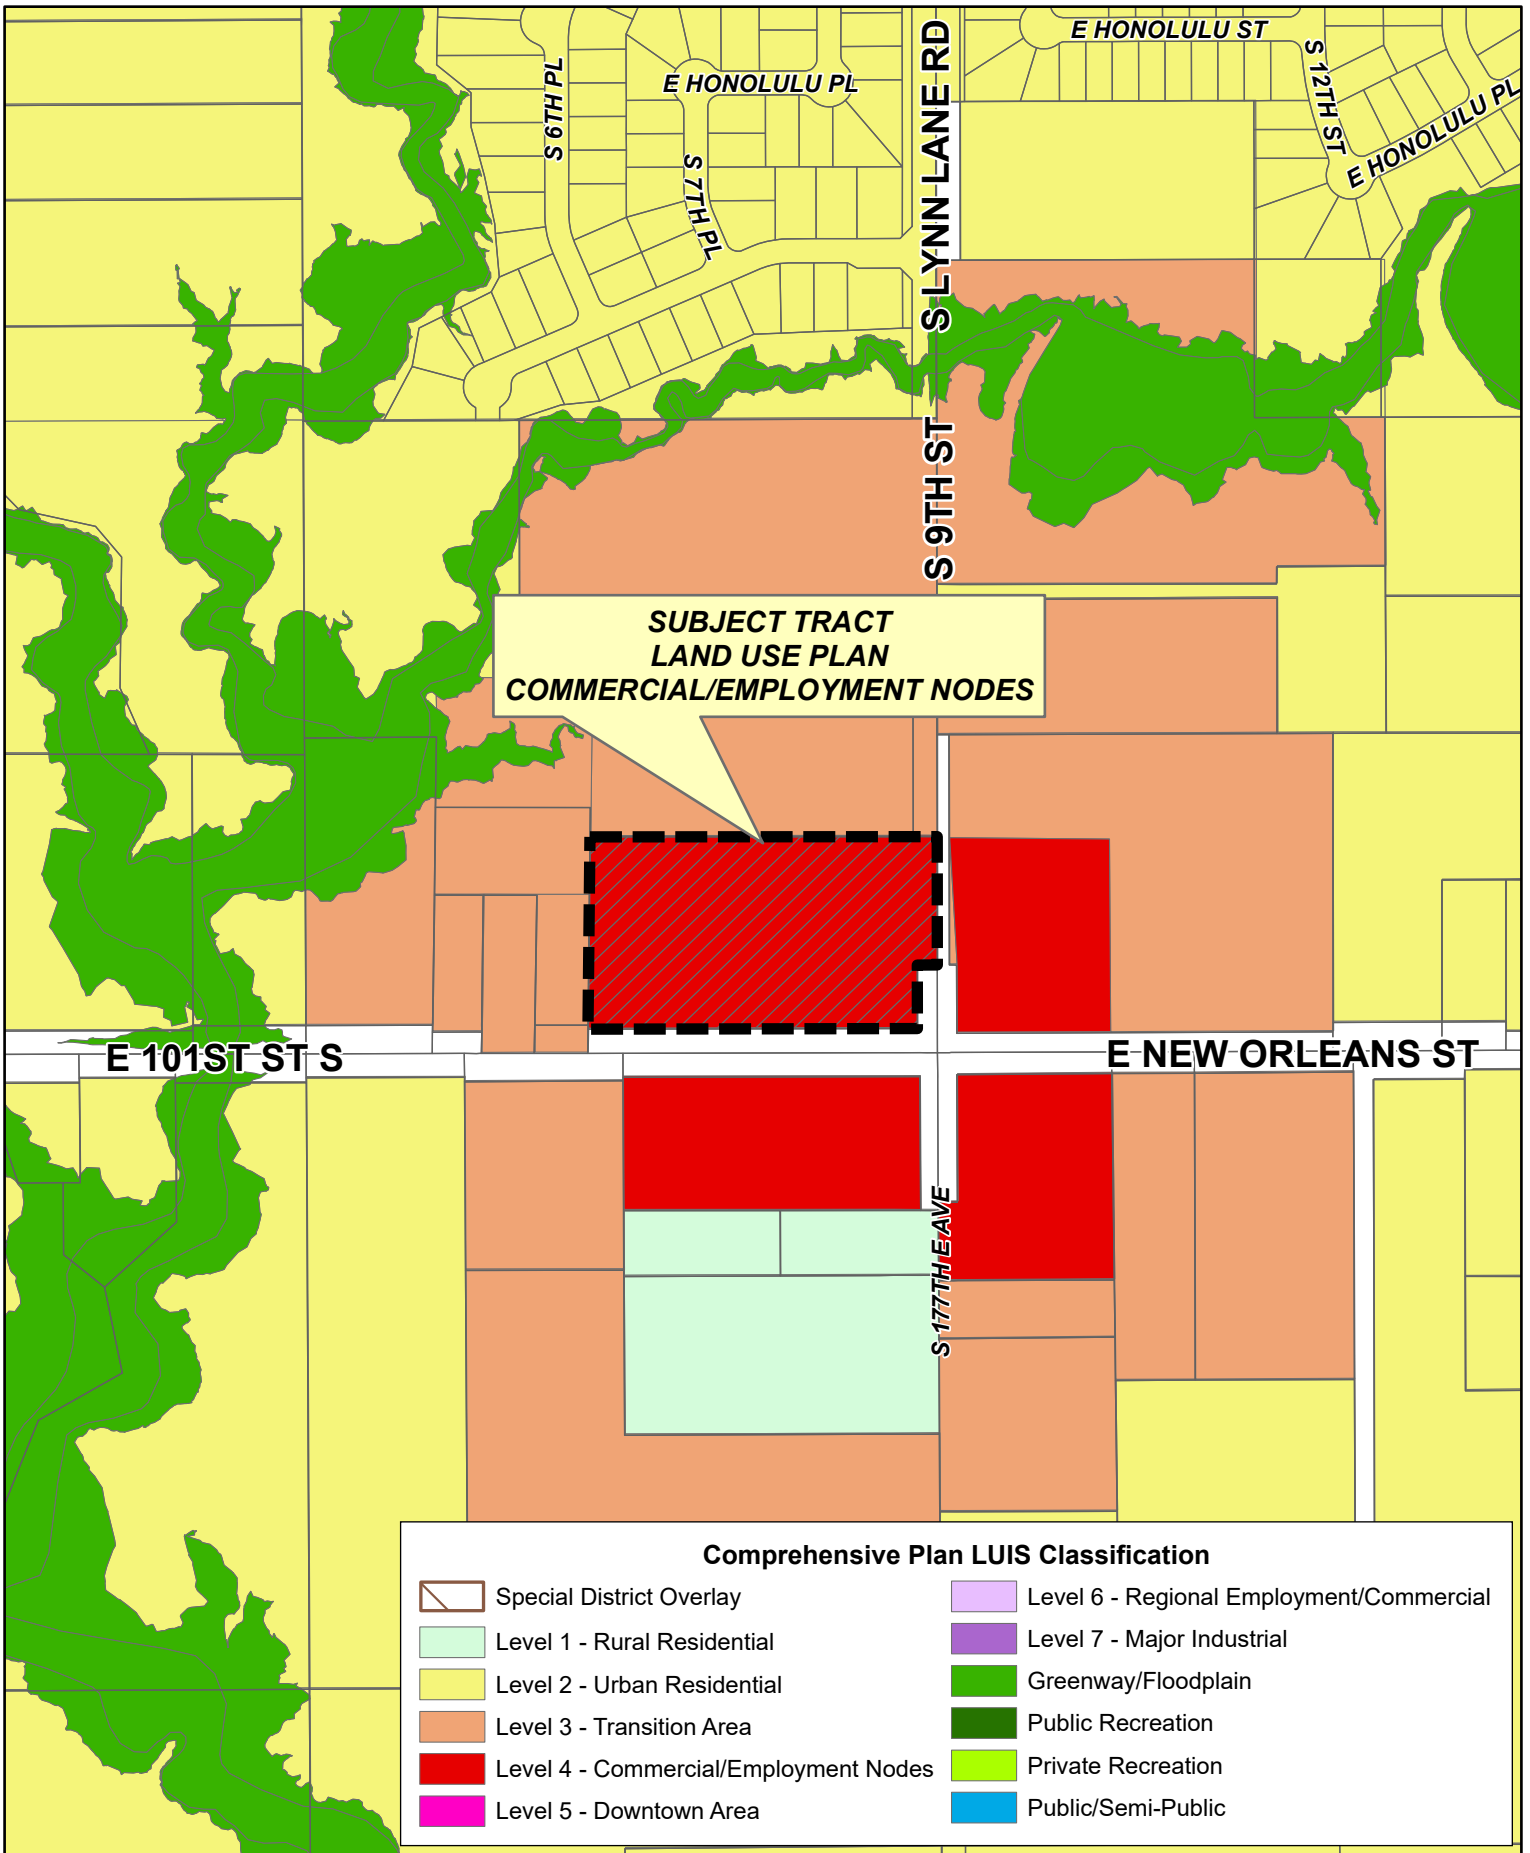 E HONOLULU ST
E HONOLULU PL
S 6TH PL
S 7TH PL
S LYNN LANE RD
S 12TH ST
E HONOLULU PL
S 9TH ST
SUBJECT TRACT
LAND USE PLAN
COMMERCIAL/EMPLOYMENT NODES
E 101ST ST S
E NEW ORLEANS ST
S 177TH E AVE
Comprehensive Plan LUIS Classification
Special District Overlay
Level 1 - Rural Residential
Level 2 - Urban Residential
Level 3 - Transition Area
Level 4 - Commercial/Employment Nodes
Level 5 - Downtown Area
Level 6 - Regional Employment/Commercial
Level 7 - Major Industrial
Greenway/Floodplain
Public Recreation
Private Recreation
Public/Semi-Public